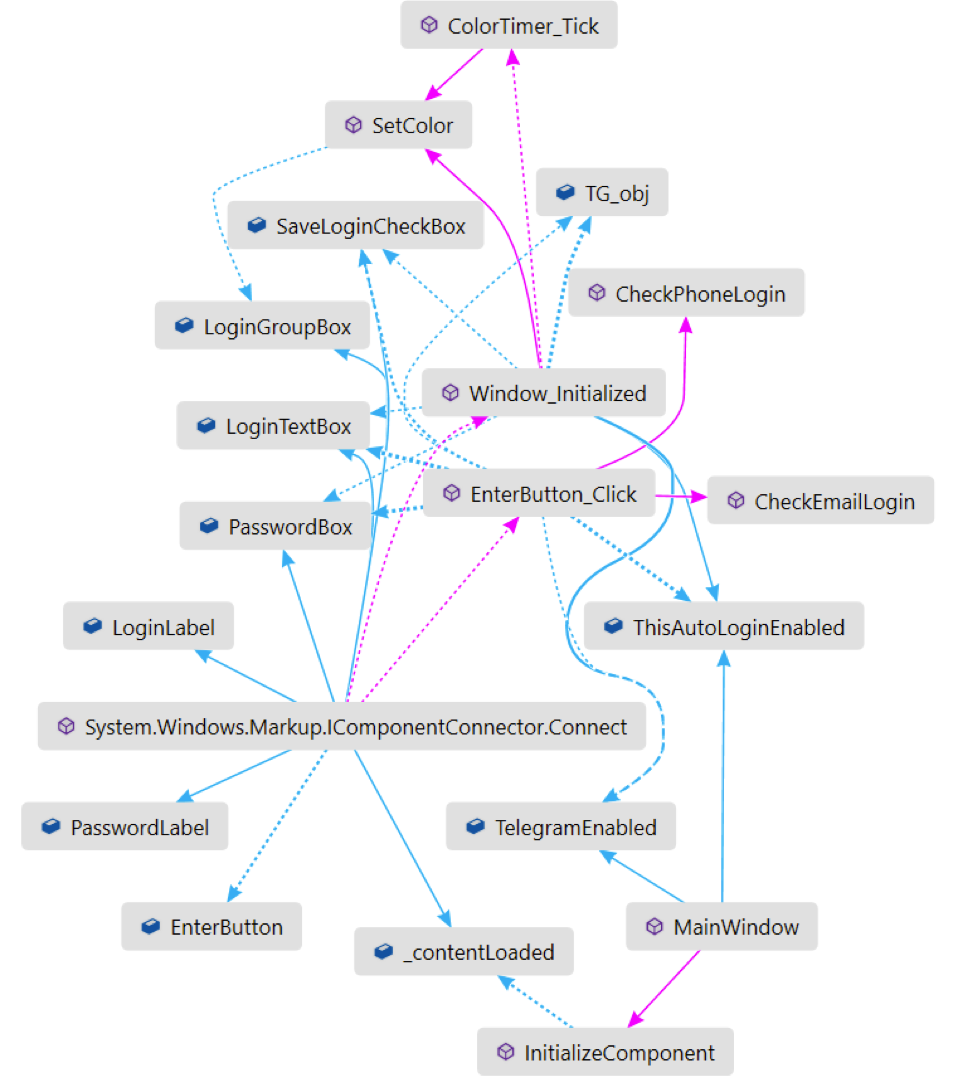 ColorTimer_Tick
SetColor
TG_obj
SaveLoginCheckBox
CheckPhoneLogin
LoginGroupBox
Window_Initialized
LoginTextBox
EnterButton_Click
CheckEmailLogin
PasswordBox
LoginLabel
ThisAutoLoginEnabled
System.Windows.Markup.IComponentConnector.Connect
PasswordLabel
TelegramEnabled
EnterButton
MainWindow
_contentLoaded
InitializeComponent